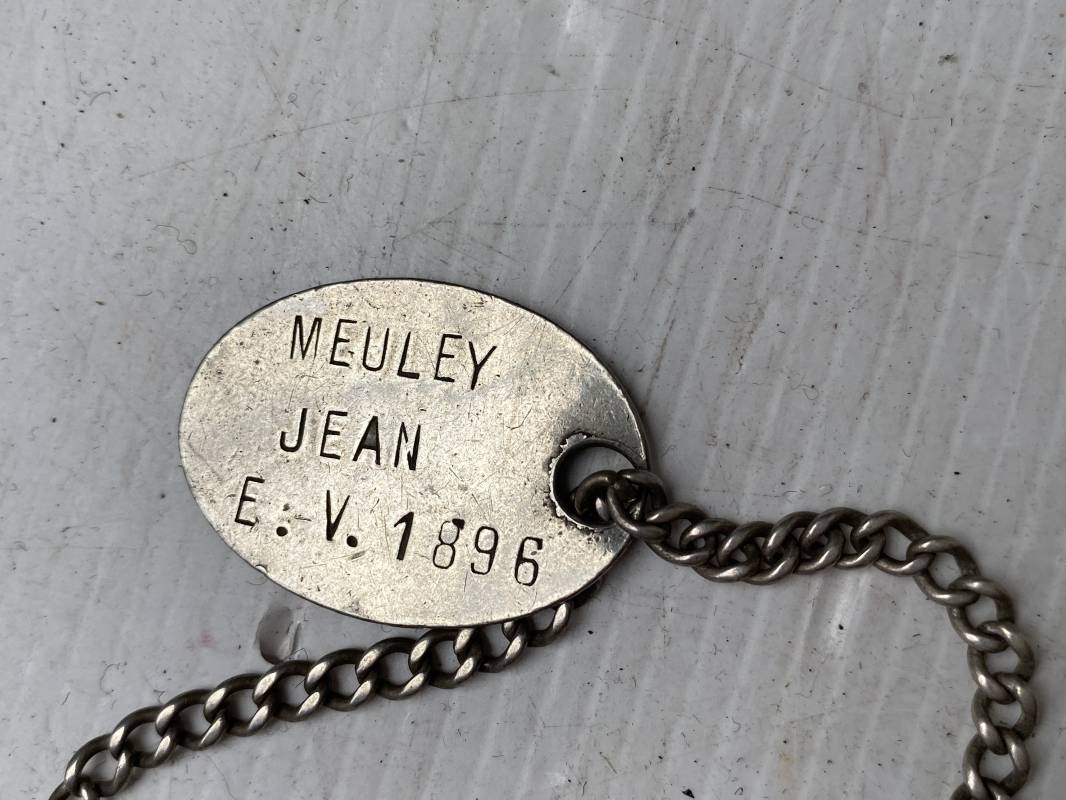 MEULEY
JEAN
E. V. 1896